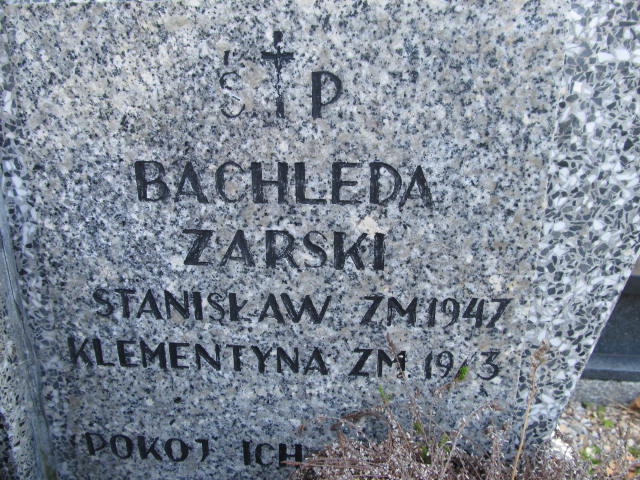 Ś P
BACHLEDA
ZARSKI
STANISŁAW ZM 1947
KLEMENTYNA ZM
POKOJ ICH